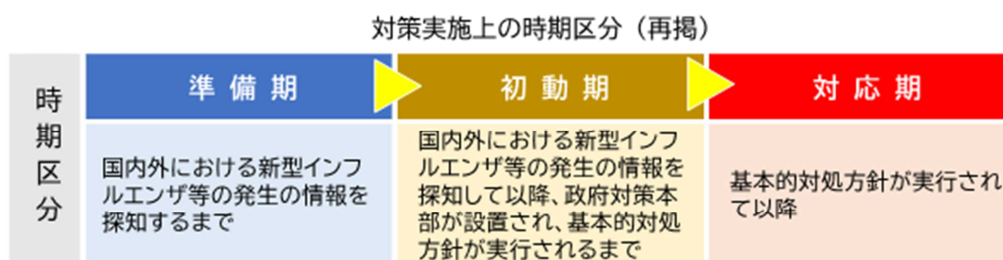 対策実施上の時期区分（再掲）
時期区分
準備期
初動期
対応期
国内外における新型インフ
ルエンザ等の発生の情報を
探知するまで
国内外における新型インフ
ルエンザ等の発生の情報を
探知して以降、政府対策本
部が設置され、基本的対処
方針が実行されるまで
基本的対処方針が実行され
て以降